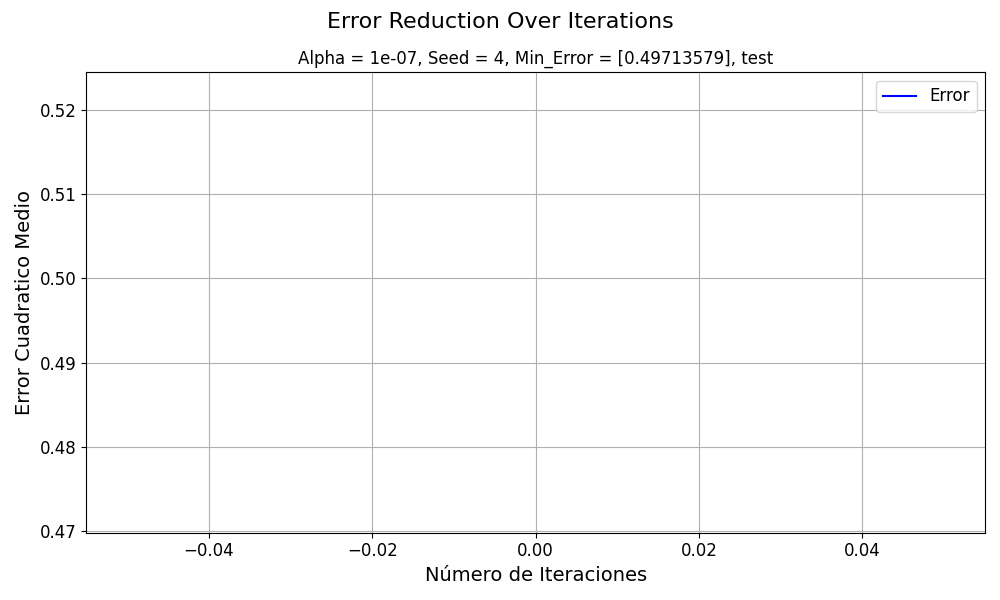 Error Reduction Over Iterations
Alpha = 1e-07, Seed = 4, Min_Error = [0.49713579], test
Error
Error Cuadratico Medio
0.52
0.51
0.50
0.49
0.48
0.47
−0.04 −0.02 0.00 0.02 0.04
Número de Iteraciones